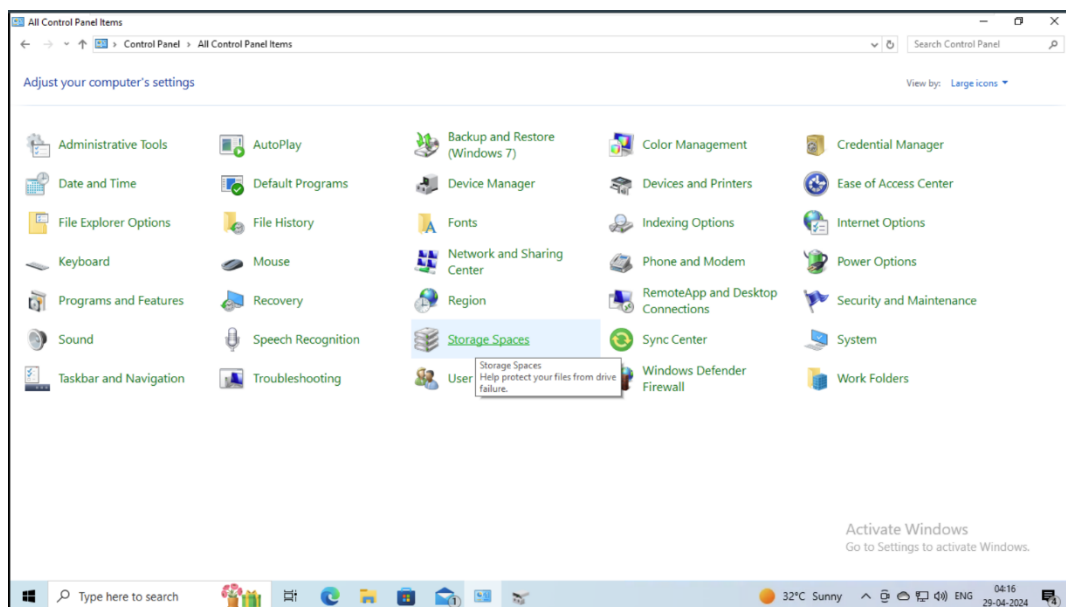 All Control Panel Items
Control Panel > All Control Panel Items
Search Control Panel
Adjust your computer's settings
View by: Large icons
Administrative Tools
AutoPlay
Backup and Restore
(Windows 7)
Color Management
Credential Manager
Date and Time
Default Programs
Device Manager
Devices and Printers
Ease of Access Center
File Explorer Options
File History
Fonts
Indexing Options
Internet Options
Keyboard
Mouse
Network and Sharing
Center
Phone and Modem
Power Options
Programs and Features
Recovery
Region
RemoteApp and Desktop
Connections
Security and Maintenance
Sound
Speech Recognition
Storage Spaces
Sync Center
System
Taskbar and Navigation
Troubleshooting
User
Storage Spaces
Help protect your files from drive
failure.
Windows Defender
Firewall
Work Folders
Activate Windows
Go to Settings to activate Windows.
Type here to search
1
32°C Sunny
ENG
04:16
29-04-2024
4